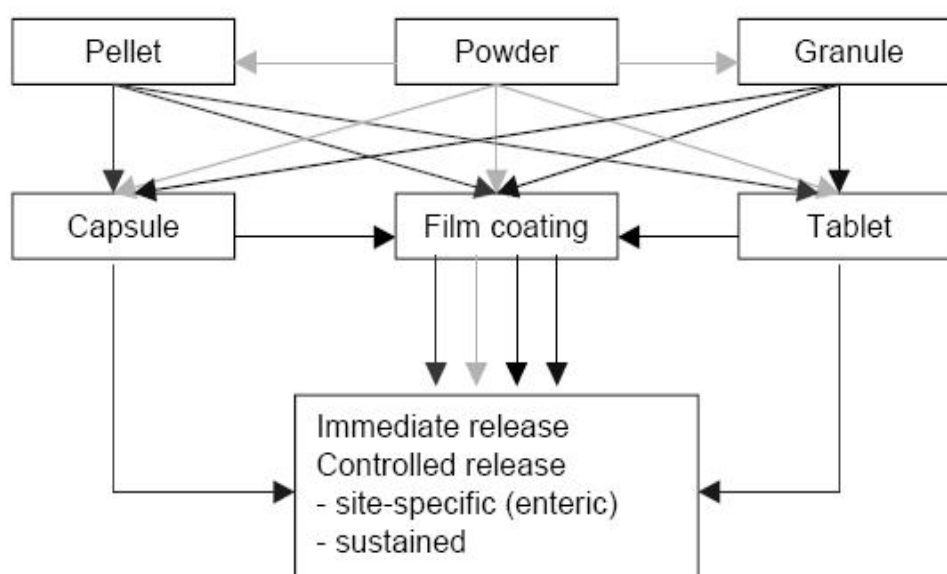 Pellet
Powder
Granule
Capsule
Film coating
Tablet
Immediate release
Controlled release
- site-specific (enteric)
- sustained